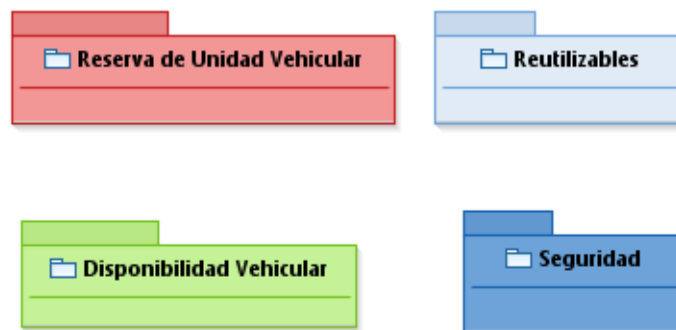 Reserva de Unidad Vehicular
Reutilizables
Disponibilidad Vehicular
Seguridad